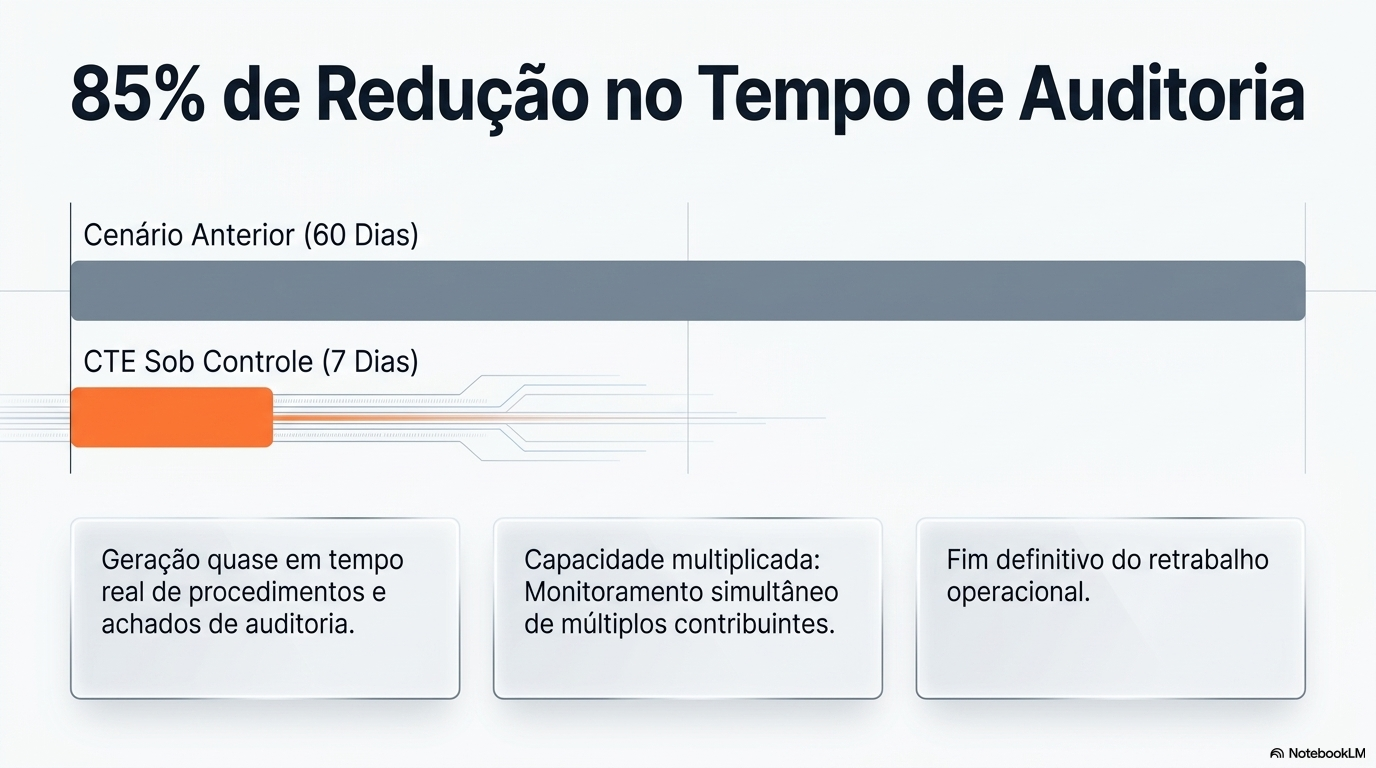 85% de Redução no Tempo de Auditoria
Cenário Anterior (60 Dias)
CTE Sob Controle (7 Dias)
Geração quase em tempo
real de procedimentos e
achados de auditoria.
Capacidade multiplicada:
Monitoramento simultâneo
de múltiplos contribuintes.
Fim definitivo do retrabalho
operacional.
NotebookLM